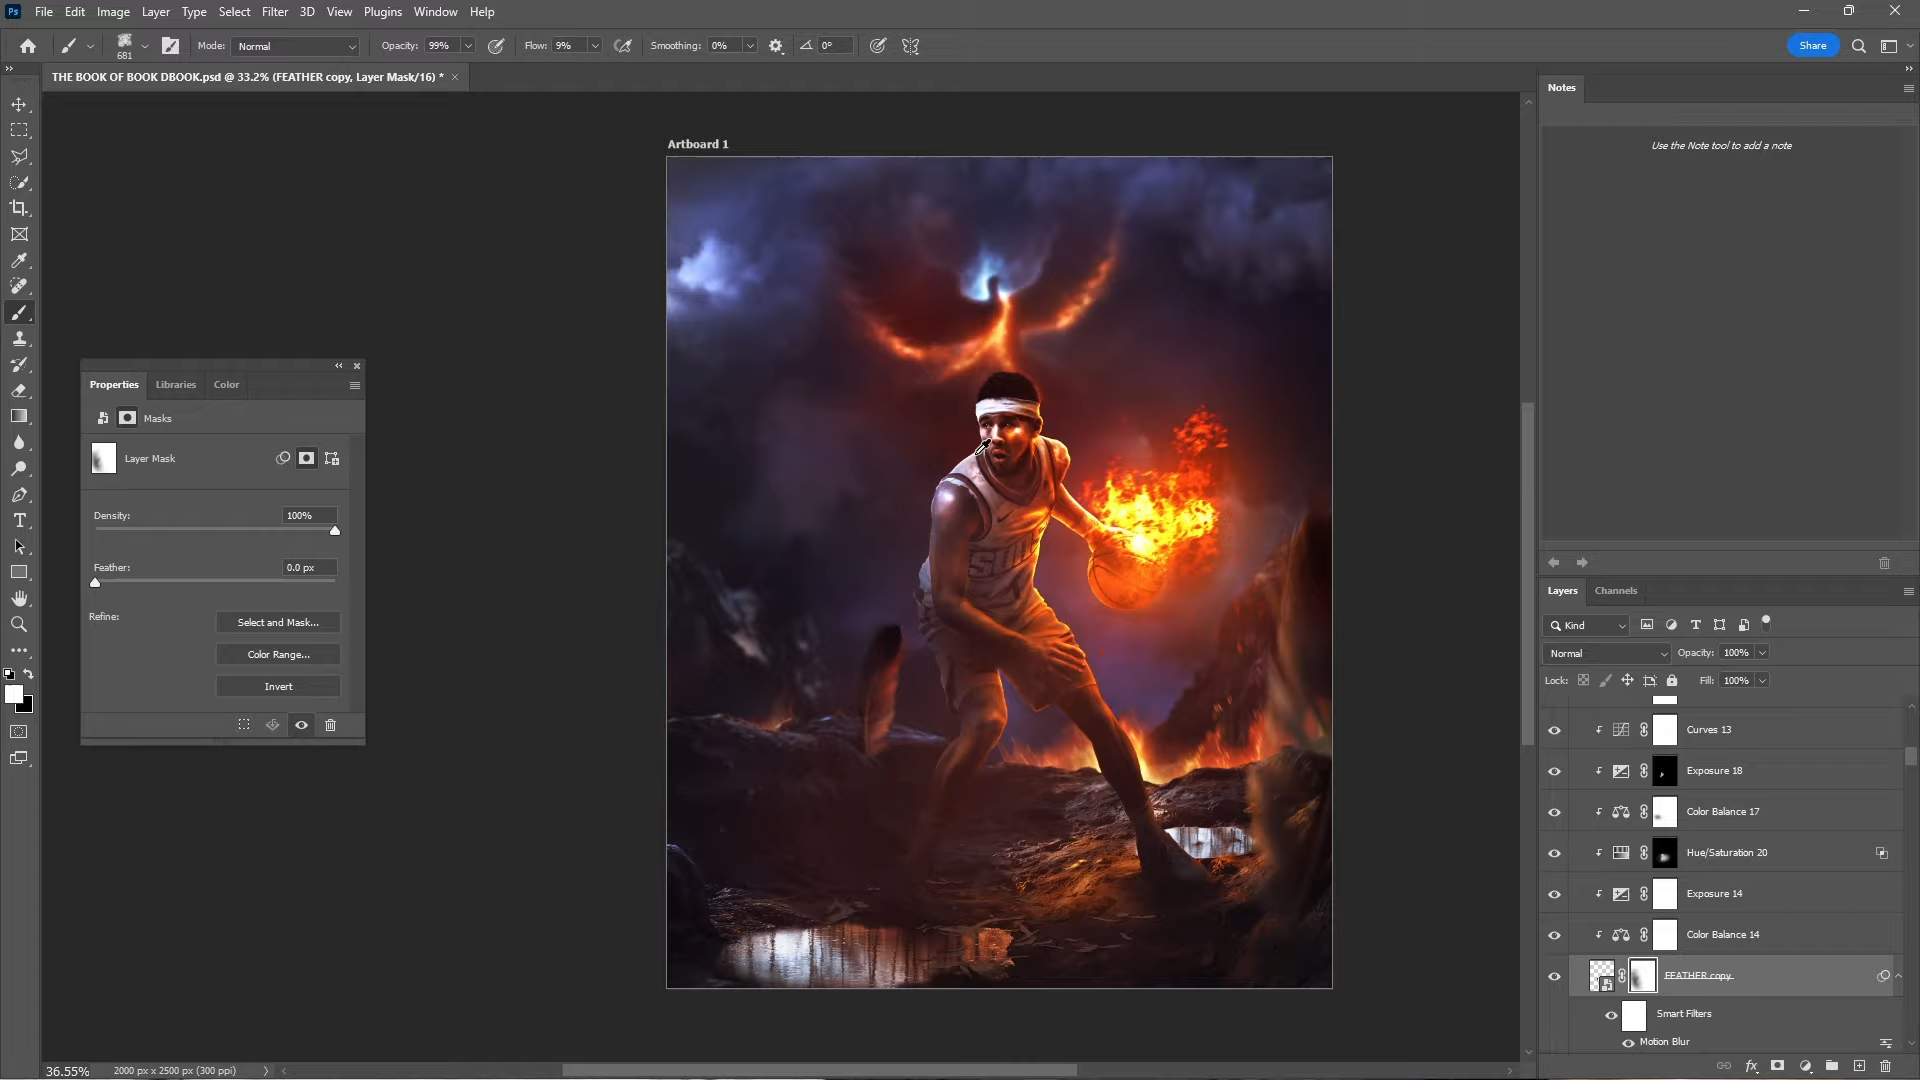 Ps File Edit Image Layer Type Select Filter 3D View Plugins Window Help
681 Mode: Normal Opacity: 99% Flow: 9% Smoothing: 0% 0° Share
THE BOOK OF BOOK DBOOK.psd @ 33.2% (FEATHER copy, Layer Mask/16) *
Notes
Use the Note tool to add a note
Artboard 1
Properties Libraries Color
Masks
Layer Mask
Density: 100%
Feather: 0.0 px
Refine:
Select and Mask...
Color Range...
Invert
Layers Channels
Kind
Normal Opacity: 100%
Lock: Fill: 100%
Curves 13
Exposure 18
Color Balance 17
Hue/Saturation 20
Exposure 14
Color Balance 14
FEATHER copy
Smart Filters
Motion Blur
36.55% 2000 px x 2500 px (300 ppi)